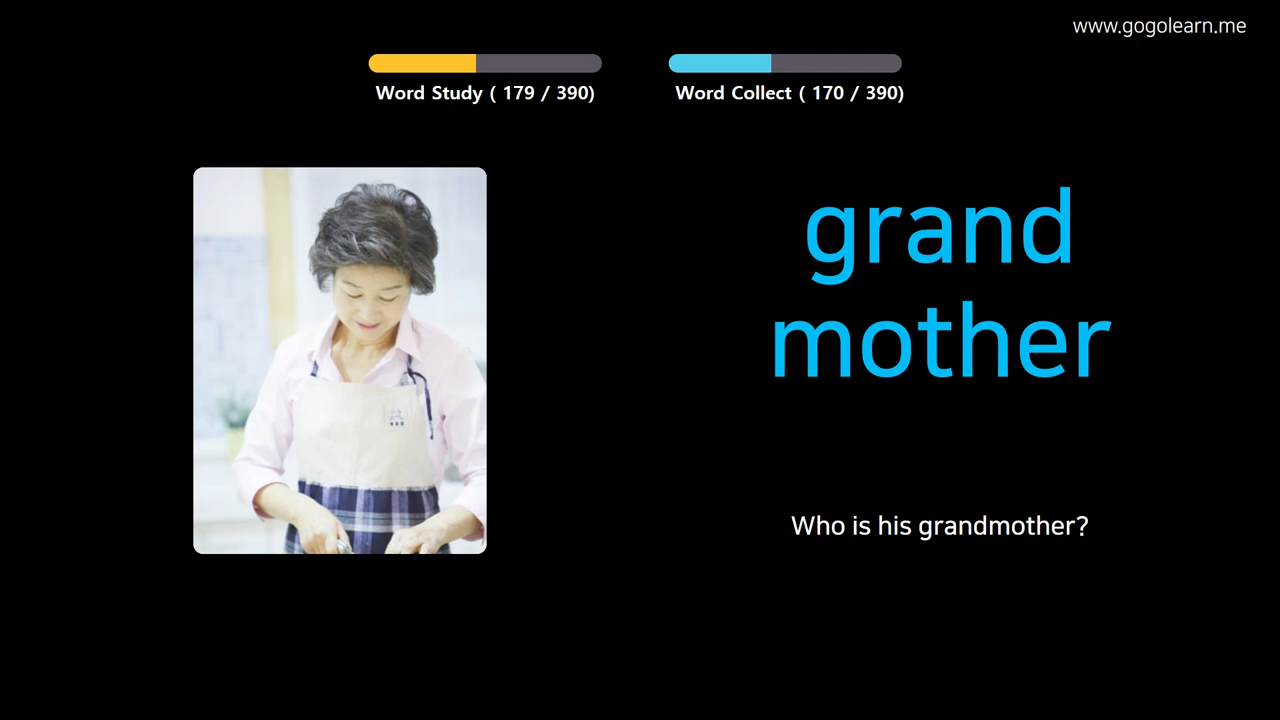 www.gogolearn.me
Word Study ( 179 / 390)
Word Collect ( 170 / 390)
grand
mother
Who is his grandmother?